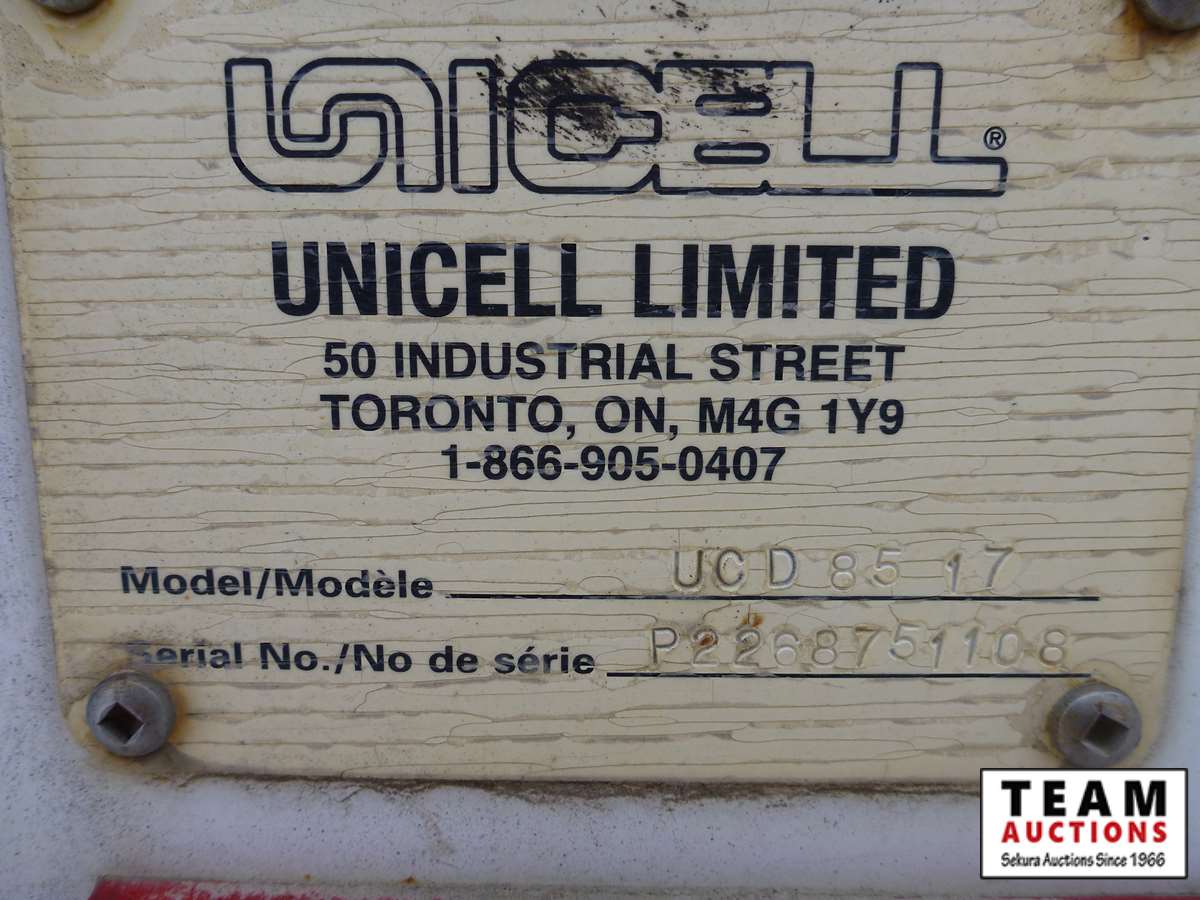 UNICELL®
UNICELL LIMITED
50 INDUSTRIAL STREET
TORONTO, ON, M4G 1Y9
1-866-905-0407
Model/Modèle UCD 85 17
Serial No./No de série P2268751108
TEAM
AUCTIONS
Sekura Auctions Since 1966